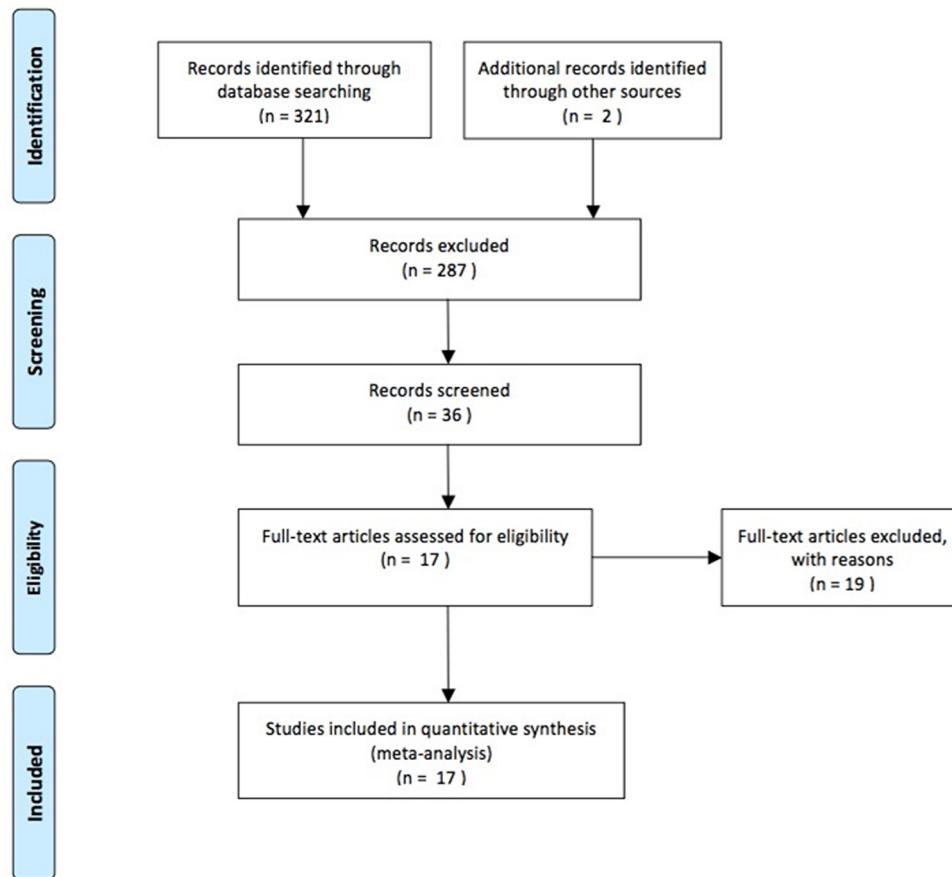 Identification
Records identified through
database searching
(n = 321)
Additional records identified
through other sources
(n = 2 )
Screening
Records excluded
(n = 287 )
Records screened
(n = 36 )
Eligibility
Full-text articles assessed for eligibility
(n = 17 )
Full-text articles excluded,
with reasons
(n = 19 )
Included
Studies included in quantitative synthesis
(meta-analysis)
(n = 17 )